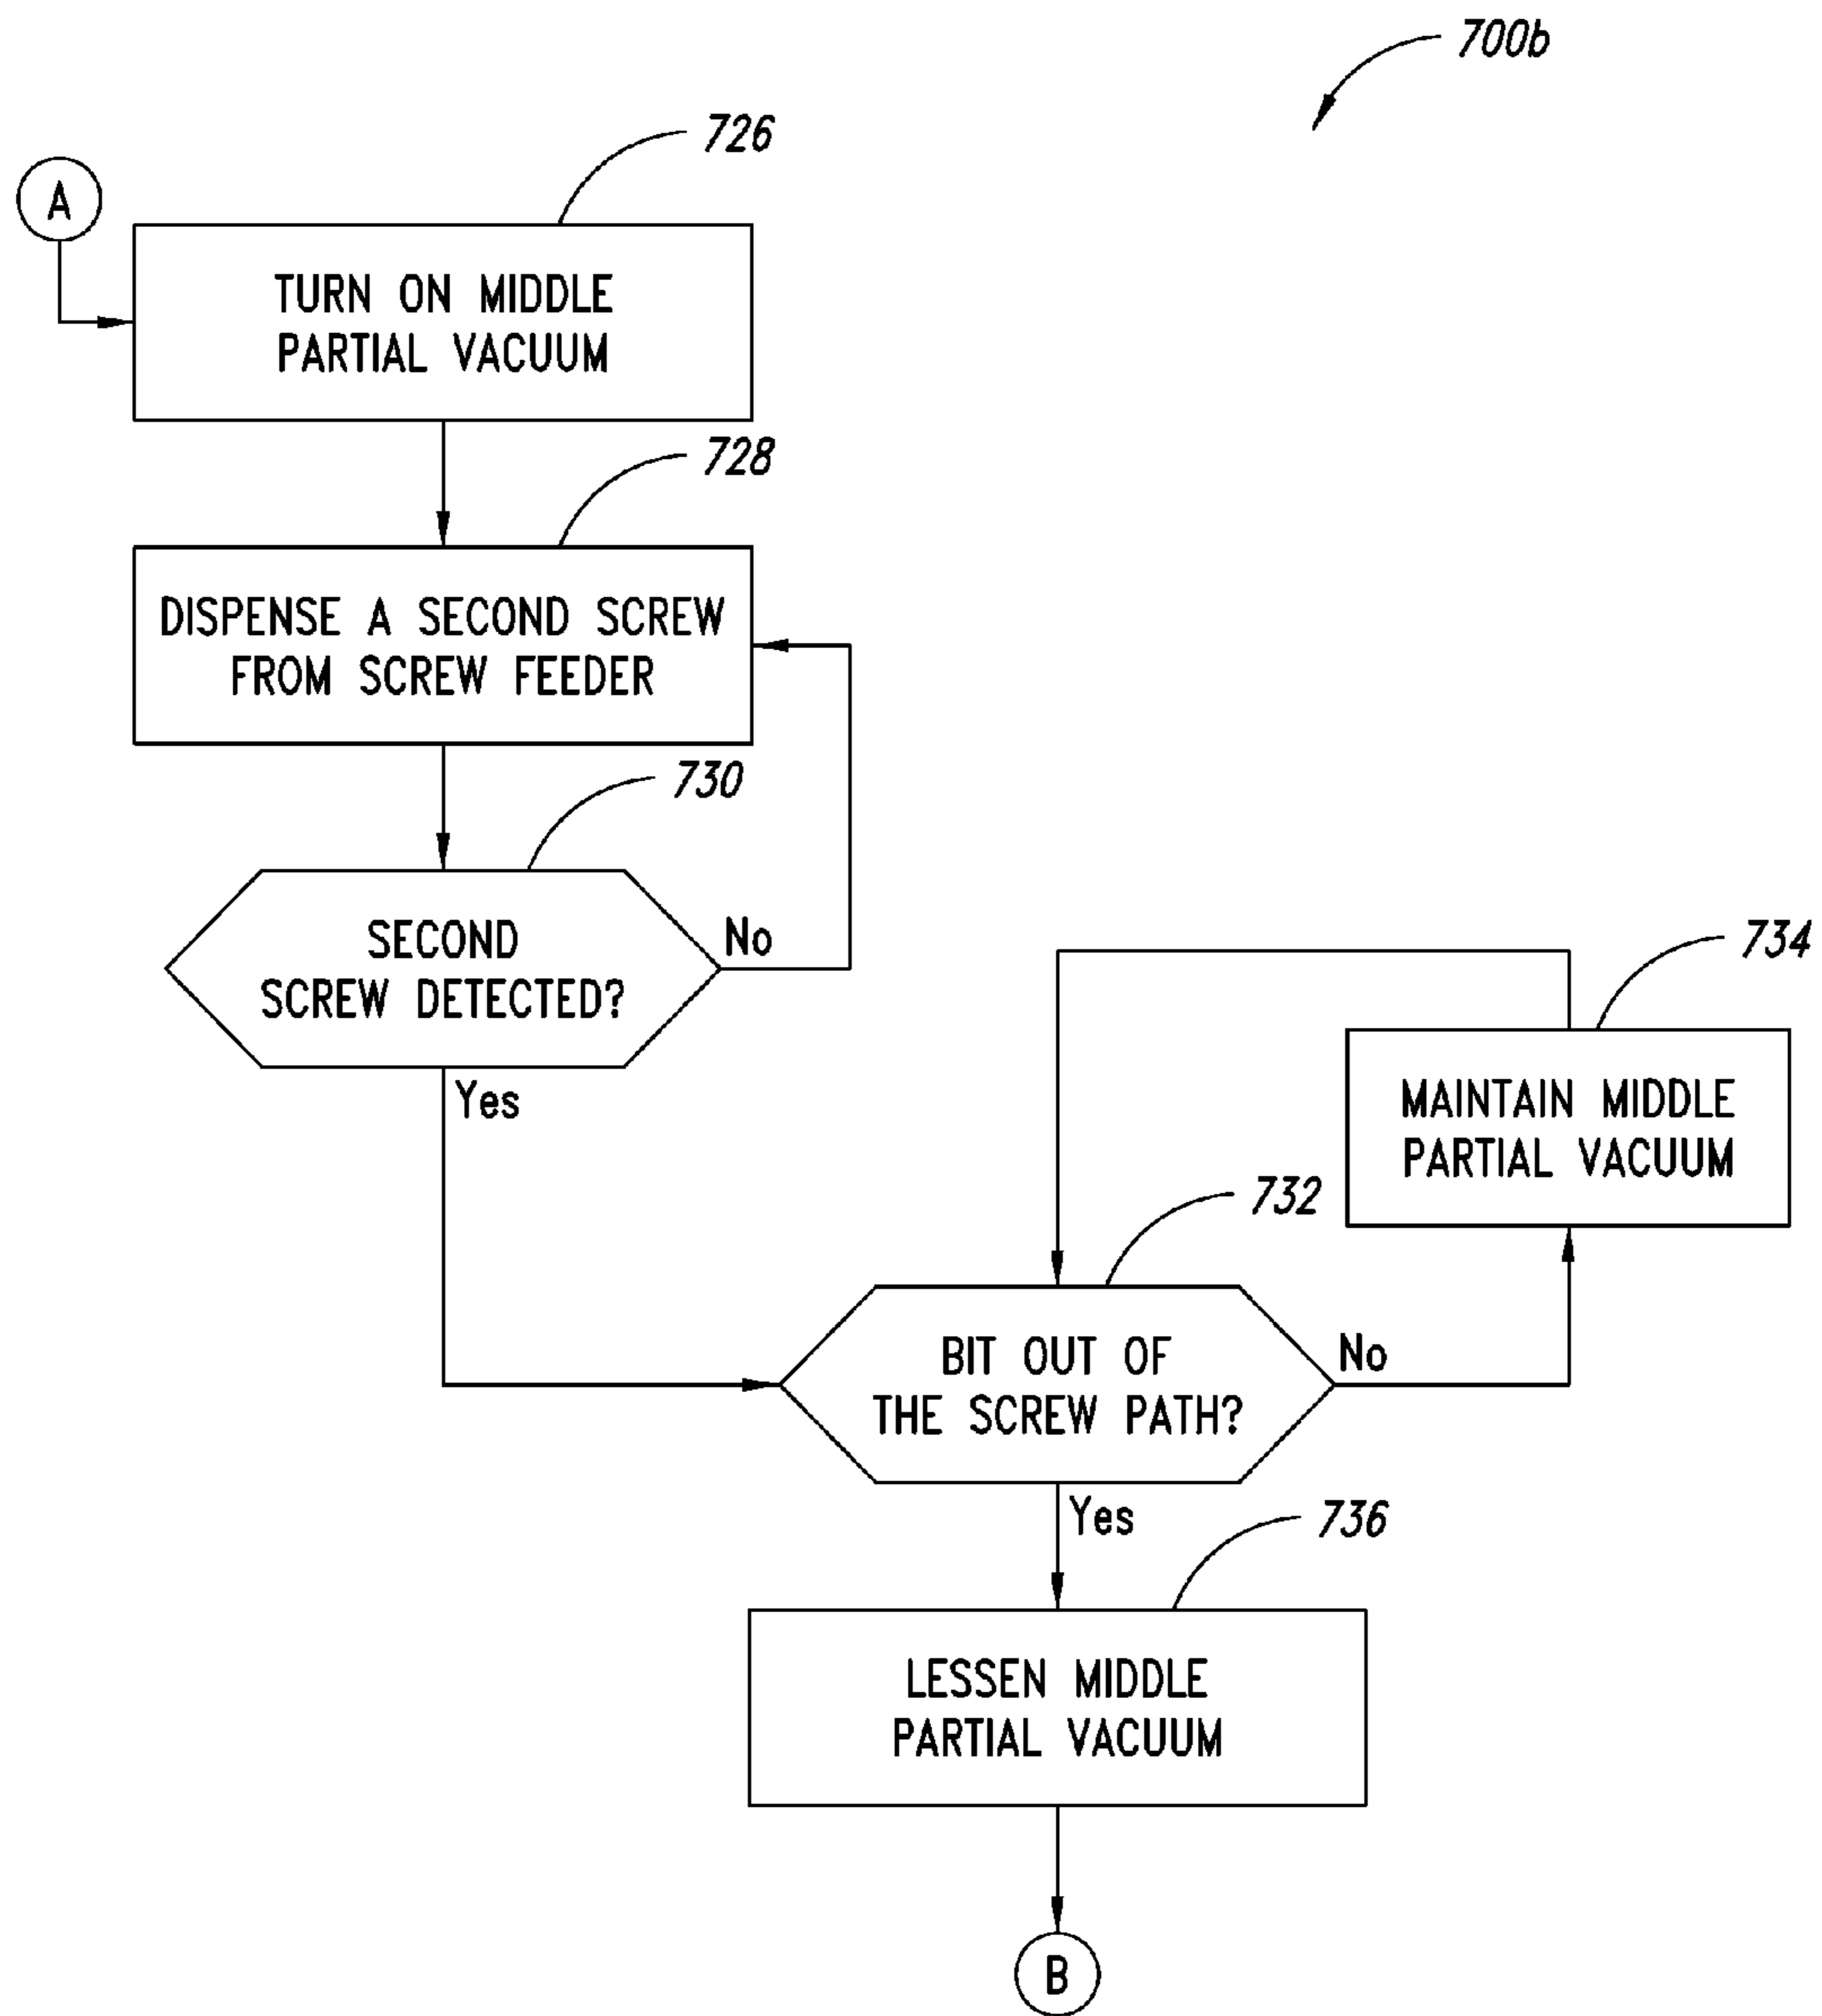 700b
726
A
TURN ON MIDDLE
PARTIAL VACUUM
728
DISPENSE A SECOND SCREW
FROM SCREW FEEDER
730
SECOND
SCREW DETECTED?
No
Yes
734
MAINTAIN MIDDLE
PARTIAL VACUUM
732
BIT OUT OF
THE SCREW PATH?
No
Yes
736
LESSEN MIDDLE
PARTIAL VACUUM
B